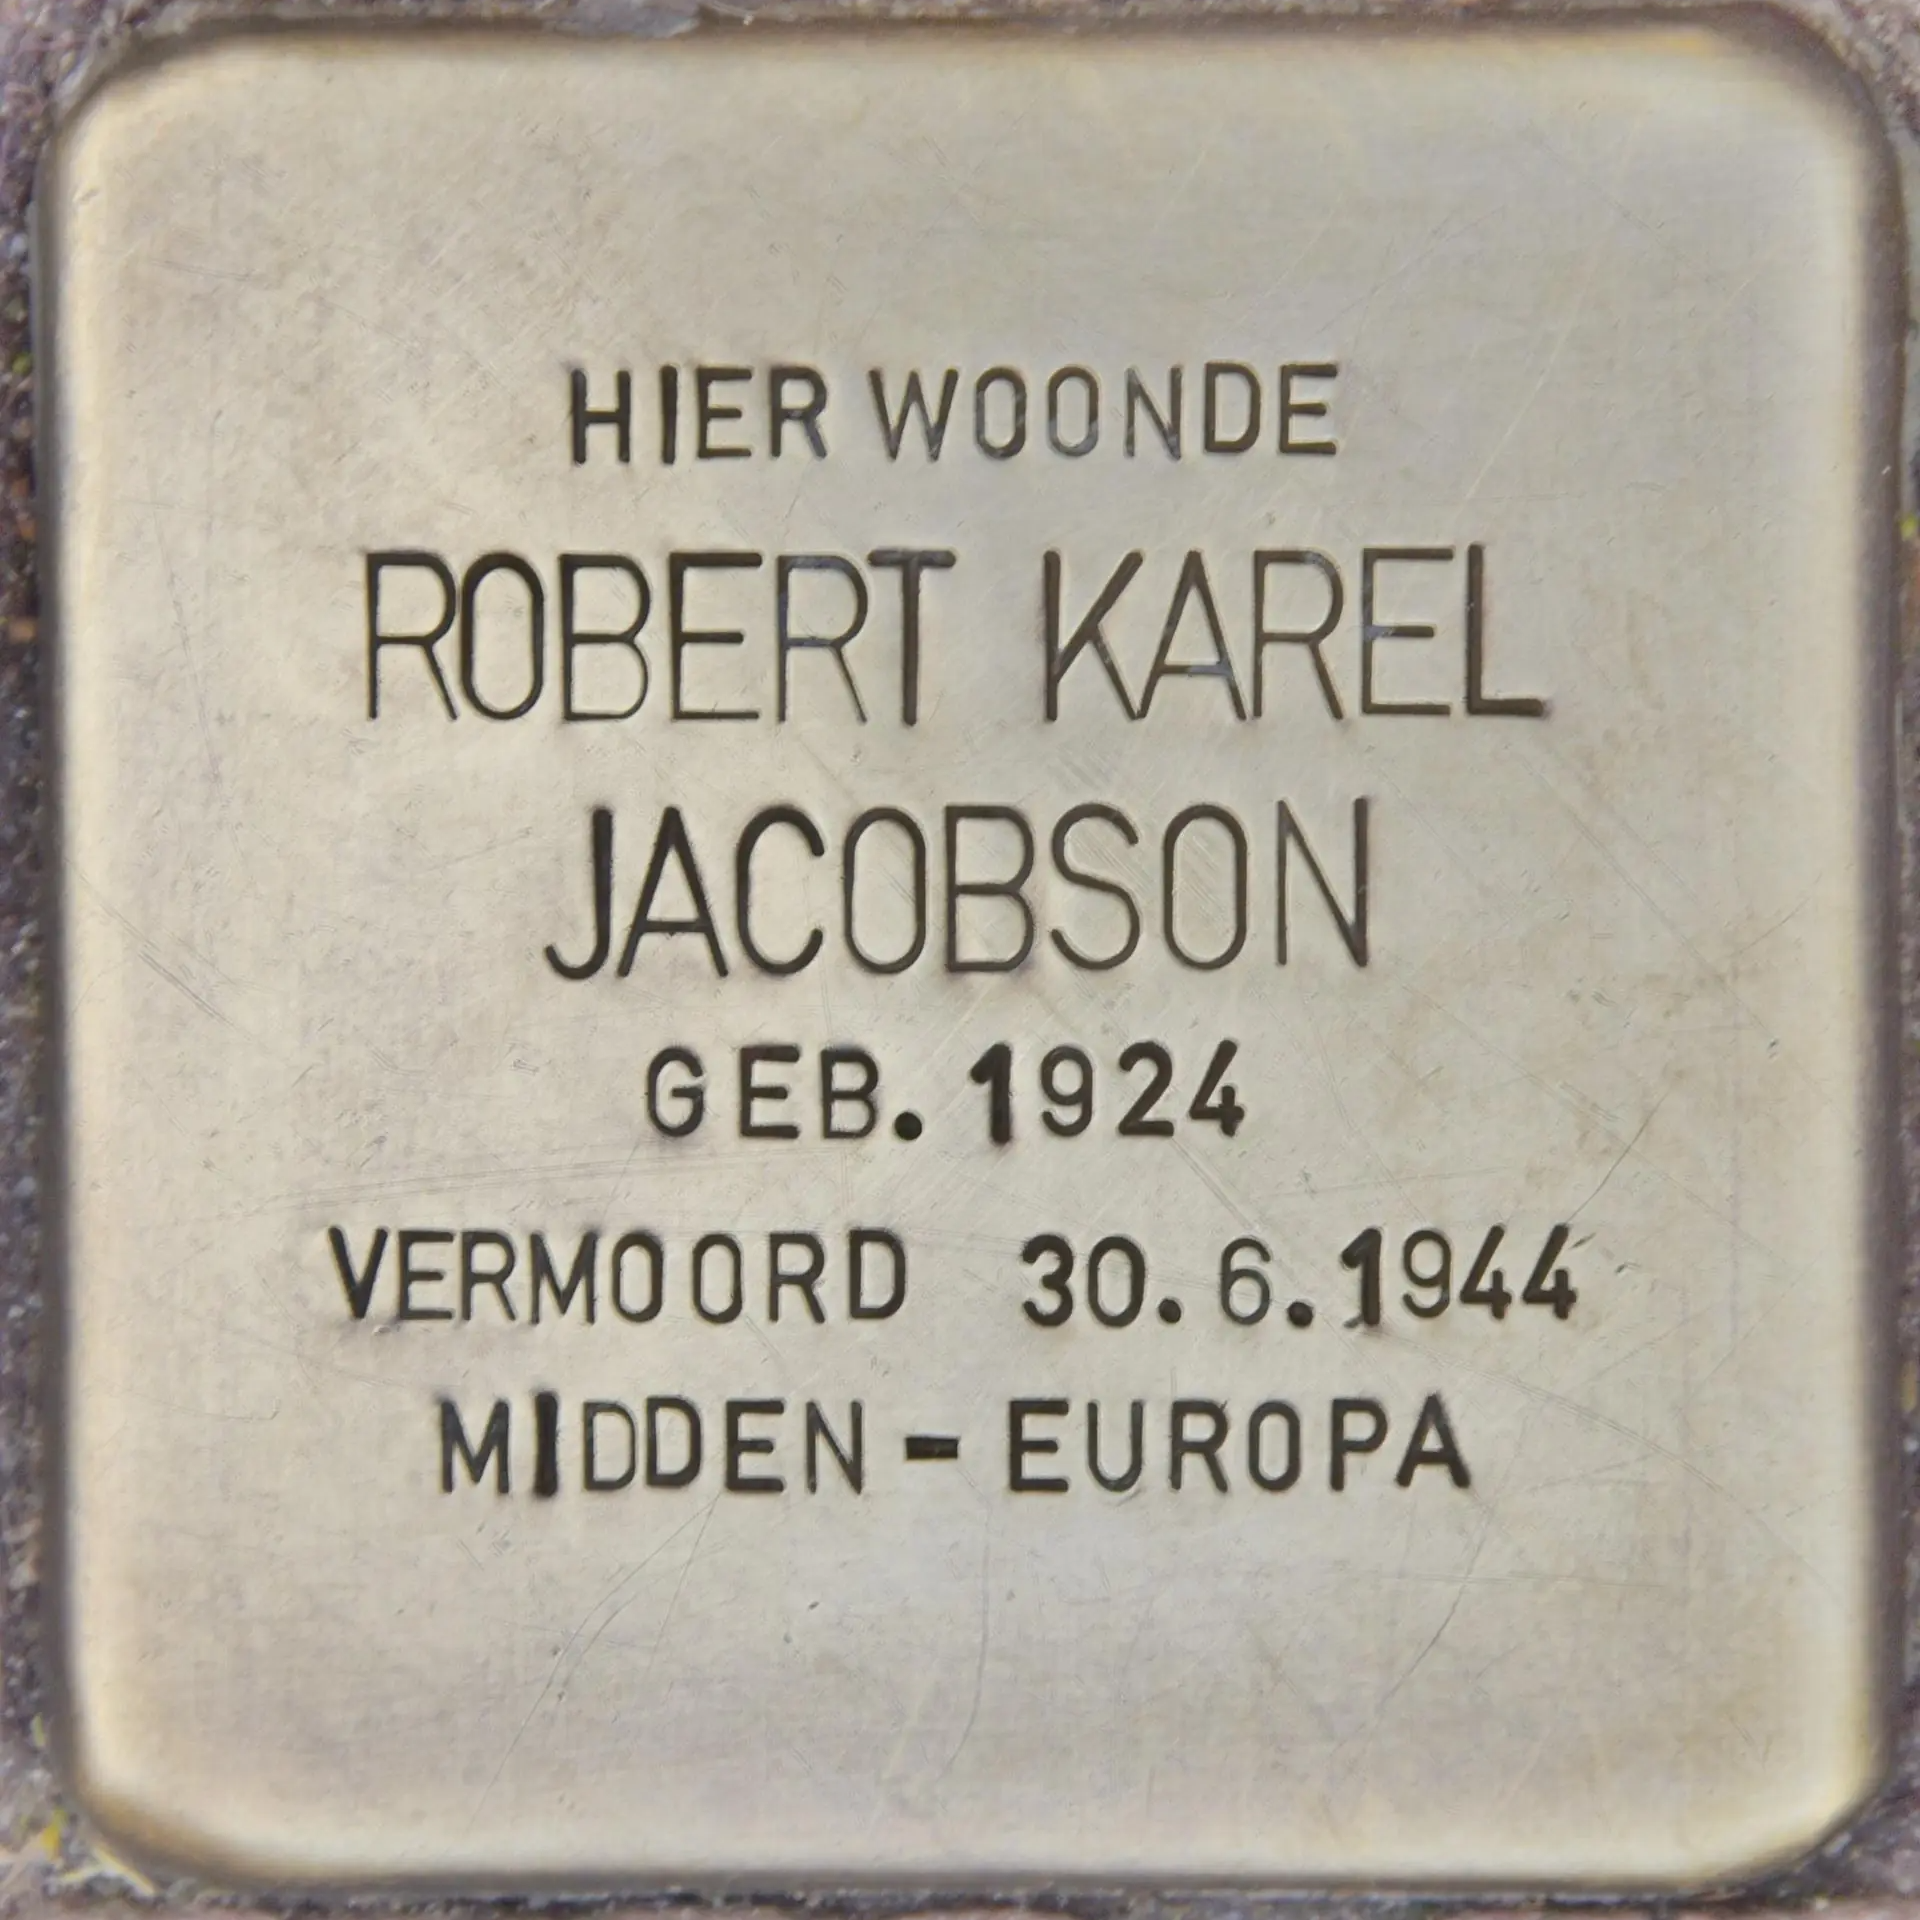 HIER WOONDE
ROBERT KAREL
JACOBSON
GEB. 1924
VERMOORD 30.6.1944
MIDDEN-EUROPA